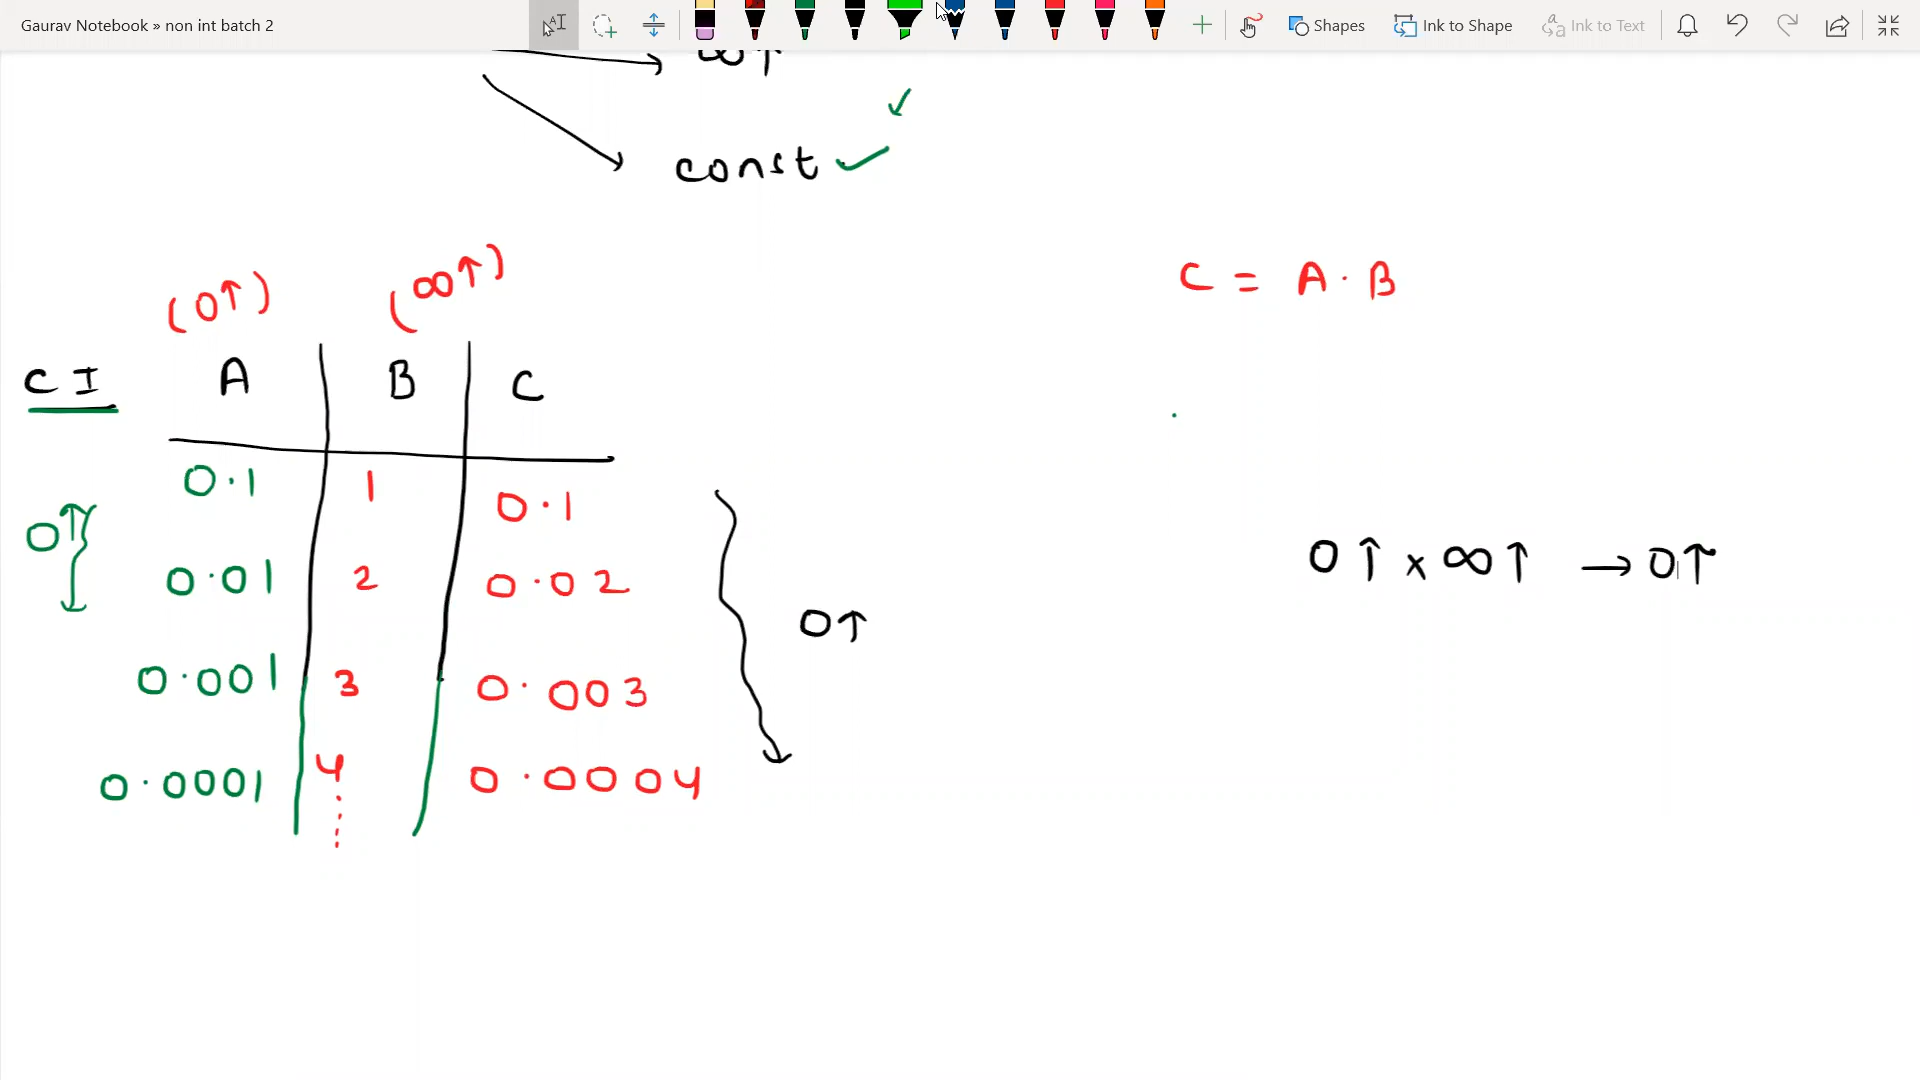 Gaurav Notebook » non int batch 2
Shapes
Ink to Shape
Ink to Text
∞↑
const ✓
(0↑) (∞↑)
C = A · B
CI A B C
0.1 1 0.1
0↑
0.01 2 0.02
0↑ × ∞↑ → 0↑
0↑
0.001 3 0.003
0.0001 4 0.0004